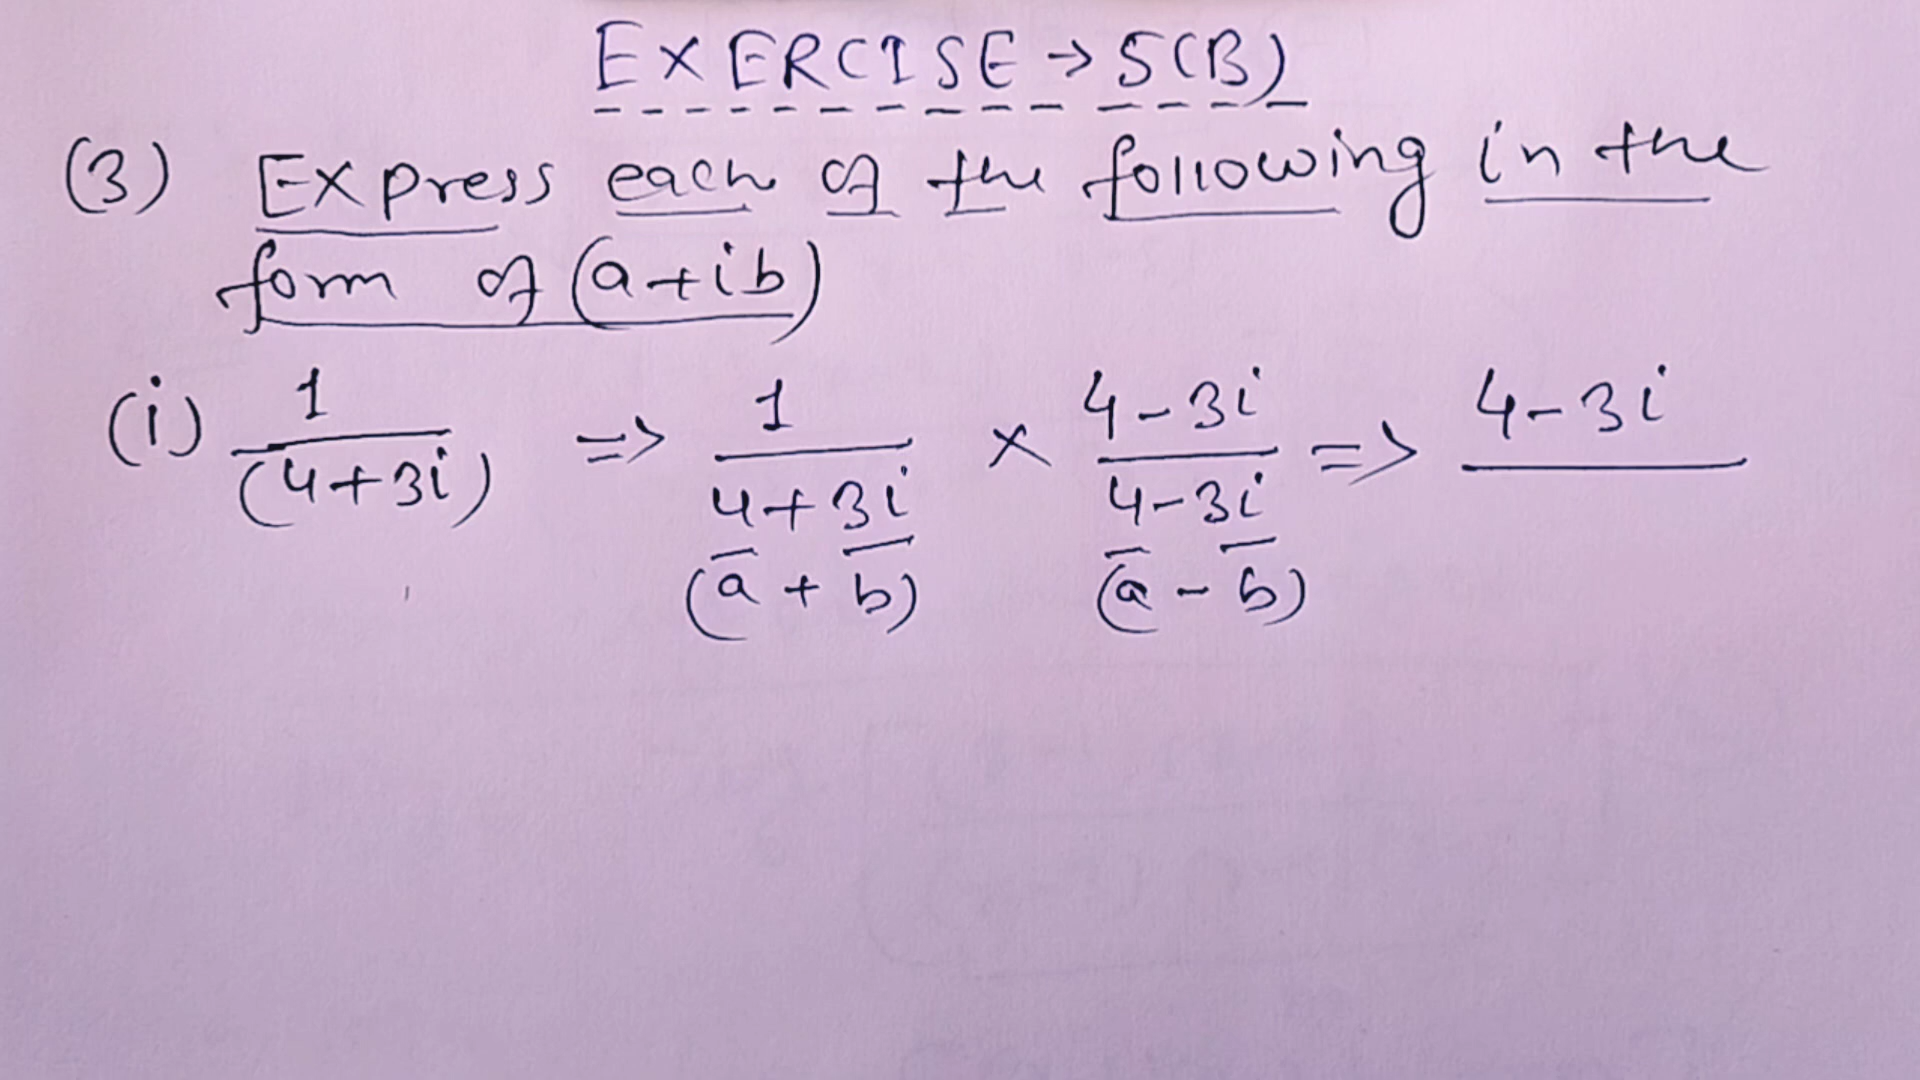 EXERCISE → 5(B)
(3) Express each of the following in the
form of (a+ib)
(i) 1/(4+3i) => 1/(4+3i) × (4-3i)/(4-3i) => 4-3i
(a + b) (a - b)